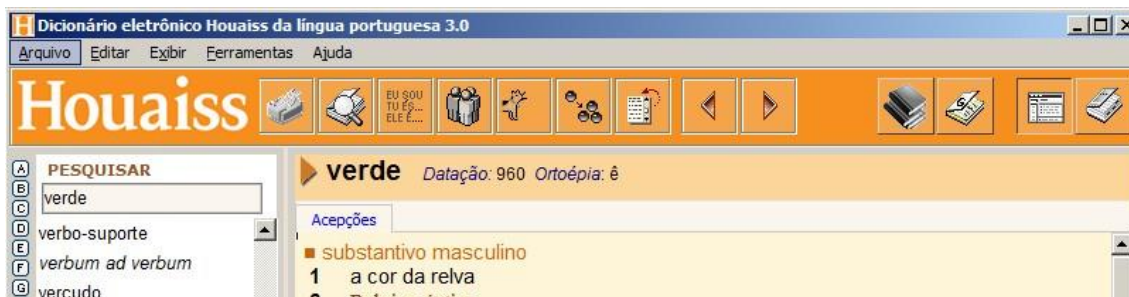 Dicionário eletrônico Houaiss da língua portuguesa 3.0
Arquivo Editar Exibir Ferramentas Ajuda
Houaiss
EU SOU
TU ÉS...
ELE É...
A
B
C
D
E
F
G
PESQUISAR
verde
verbo-suporte
verbum ad verbum
vercudo
verde Datação: 960 Ortoépia: ê
Acepções
substantivo masculino
1 a cor da relva